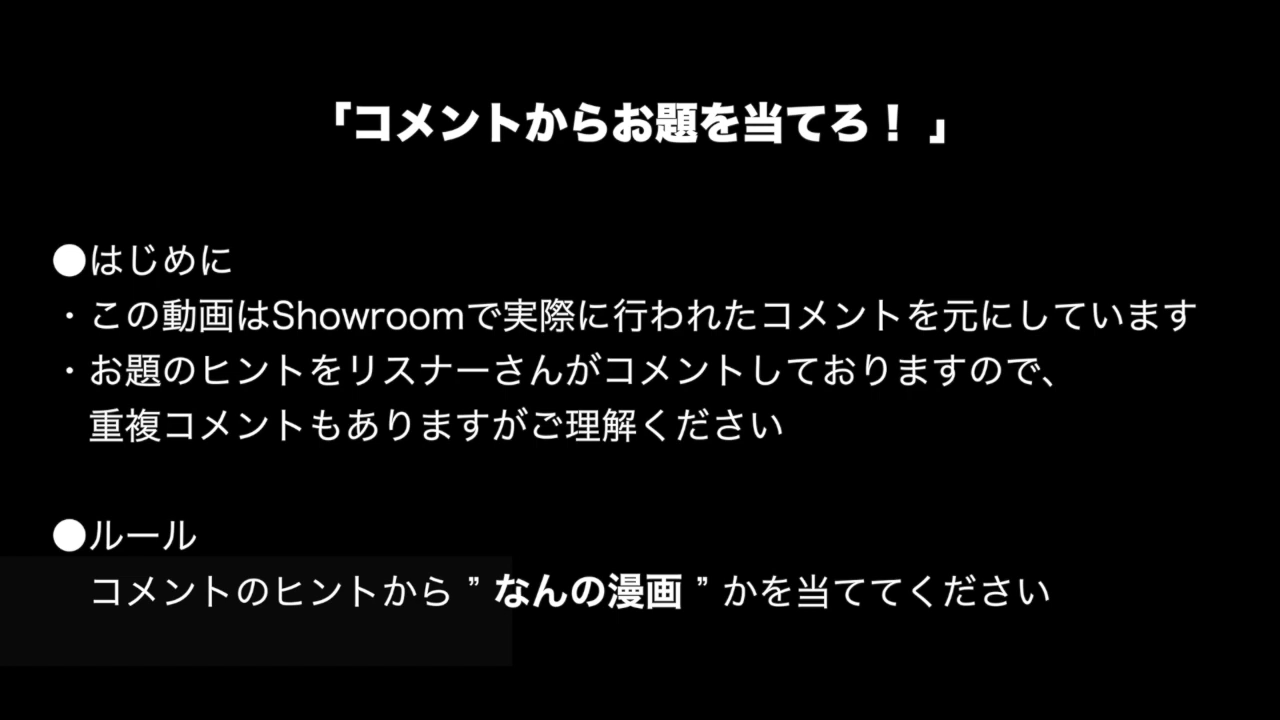 「コメントからお題を当てろ！」
●はじめに
・この動画はShowroomで実際に行われたコメントを元にしています
・お題のヒントをリスナーさんがコメントしておりますので、
重複コメントもありますがご理解ください
●ルール
コメントのヒントから ” なんの漫画 ” かを当ててください